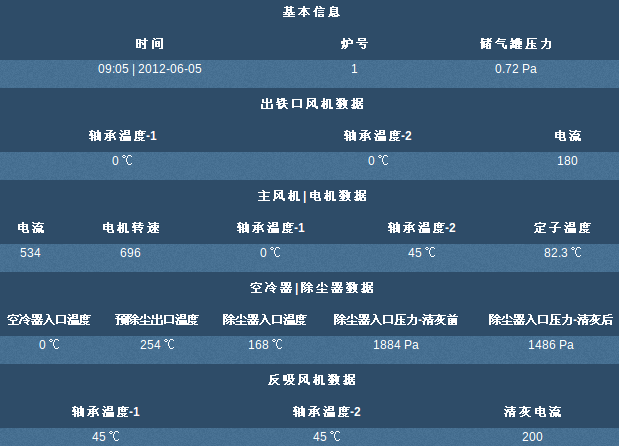 基本信息
时间 炉号 储气罐压力
09:05 | 2012-06-05 1 0.72 Pa
出铁口风机数据
轴承温度-1 轴承温度-2 电流
0 ℃ 0 ℃ 180
主风机|电机数据
电流 电机转速 轴承温度-1 轴承温度-2 定子温度
534 696 0 ℃ 45 ℃ 82.3 ℃
空冷器|除尘器数据
空冷器入口温度 预除尘出口温度 除尘器入口温度 除尘器入口压力-清灰前 除尘器入口压力-清灰后
0 ℃ 254 ℃ 168 ℃ 1884 Pa 1486 Pa
反吸风机数据
轴承温度-1 轴承温度-2 清灰电流
45 ℃ 45 ℃ 200